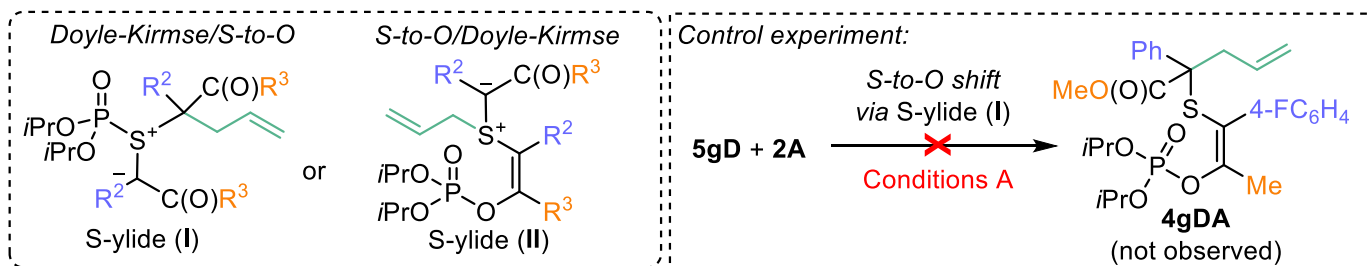 Doyle-Kirmse/S-to-O
O
R2
C(O)R3
iPrO
P
S+
iPrO
−
R2
C(O)R3
S-ylide (I)
or
S-to-O/Doyle-Kirmse
R2
−
C(O)R3
S+
R2
O
iPrO
P
iPrO
O
R3
S-ylide (II)
Control experiment:
5gD + 2A
S-to-O shift
via S-ylide (I)
X
Conditions A
Ph
MeO(O)C
S
4-FC6H4
O
iPrO
P
iPrO
O
Me
4gDA
(not observed)